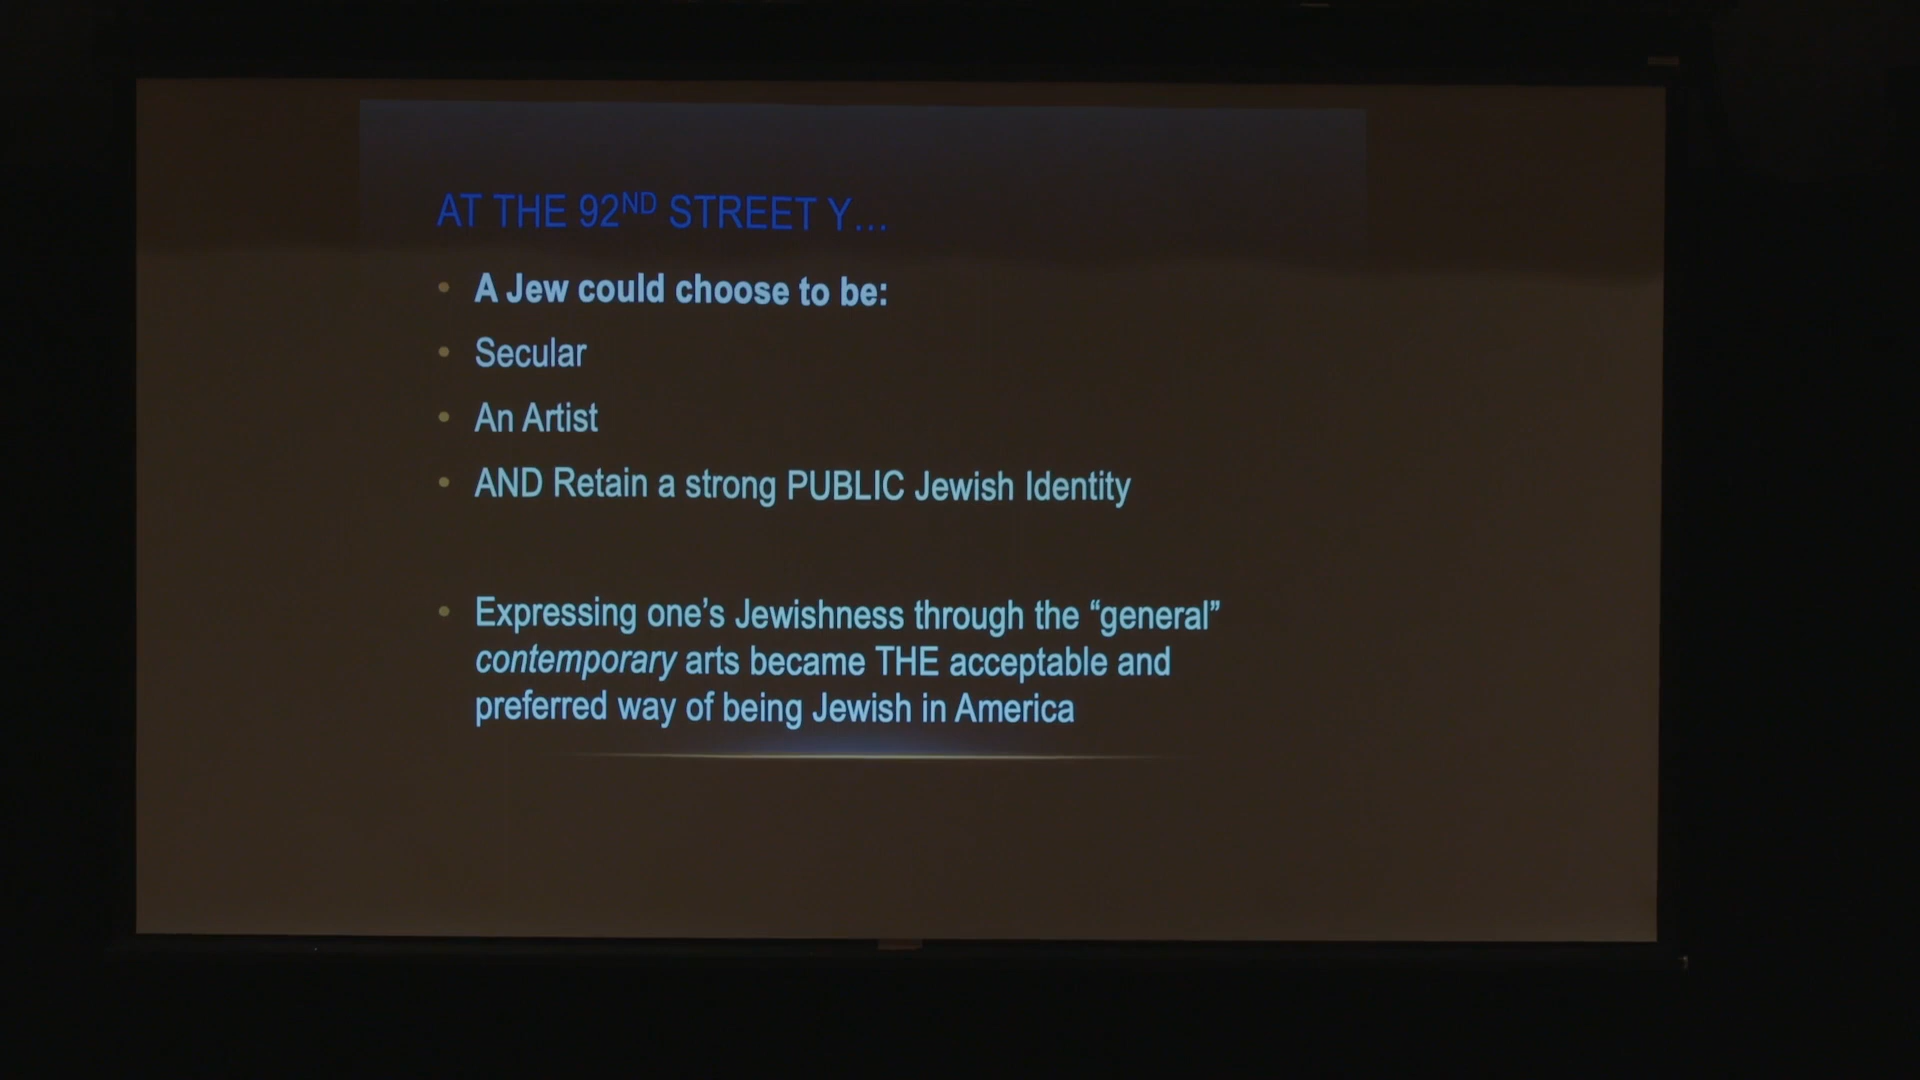 AT THE 92ND STREET Y...
• A Jew could choose to be:
• Secular
• An Artist
• AND Retain a strong PUBLIC Jewish Identity
• Expressing one’s Jewishness through the “general”
contemporary arts became THE acceptable and
preferred way of being Jewish in America